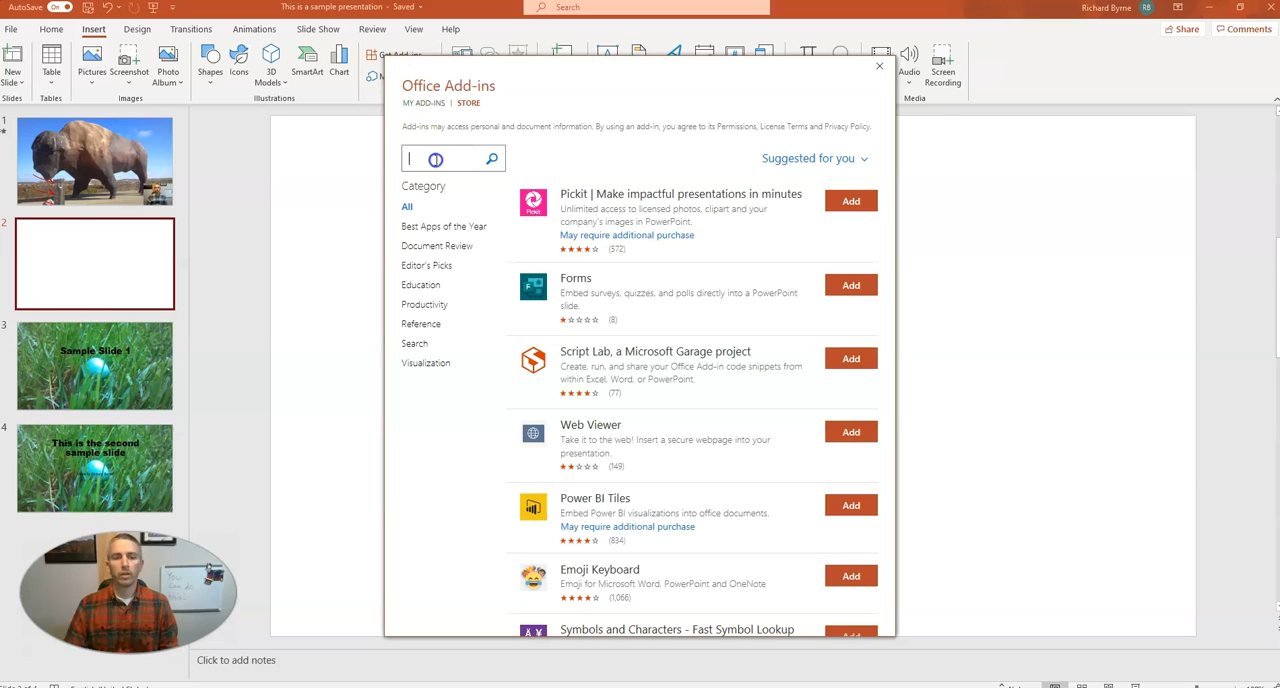 AutoSave On
This is a sample presentation - Saved
Search
Richard Byrne RB
File Home Insert Design Transitions Animations Slide Show Review View Help
Share Comments
New
Slide
Table
Pictures
Screenshot
Photo
Album
Shapes
Icons
3D
Models
SmartArt
Chart
Audio
Screen
Recording
Slides
Tables
Images
Illustrations
Media
Office Add-ins
MY ADD-INS | STORE
Add-ins may access personal and document information. By using an add-in, you agree to its Permissions, License Terms and Privacy Policy.
Suggested for you
Category
All
Best Apps of the Year
Document Review
Editor's Picks
Education
Productivity
Reference
Search
Visualization
Pickit
Pickit | Make impactful presentations in minutes
Unlimited access to licensed photos, clipart and your
company's images in PowerPoint.
May require additional purchase
(572)
Add
Forms
Embed surveys, quizzes, and polls directly into a PowerPoint
slide.
(8)
Add
Script Lab, a Microsoft Garage project
Create, run, and share your Office Add-in code snippets from
within Excel, Word, or PowerPoint.
(77)
Add
Web Viewer
Take it to the web! Insert a secure webpage into your
presentation.
(149)
Add
Power BI Tiles
Embed Power BI visualizations into office documents.
May require additional purchase
(834)
Add
Emoji Keyboard
Emoji for Microsoft Word, PowerPoint and OneNote
(1,066)
Add
Symbols and Characters - Fast Symbol Lookup
Add
1
2
3
Sample Slide 1
4
This is the second
sample slide
You
can do
this!
Click to add notes